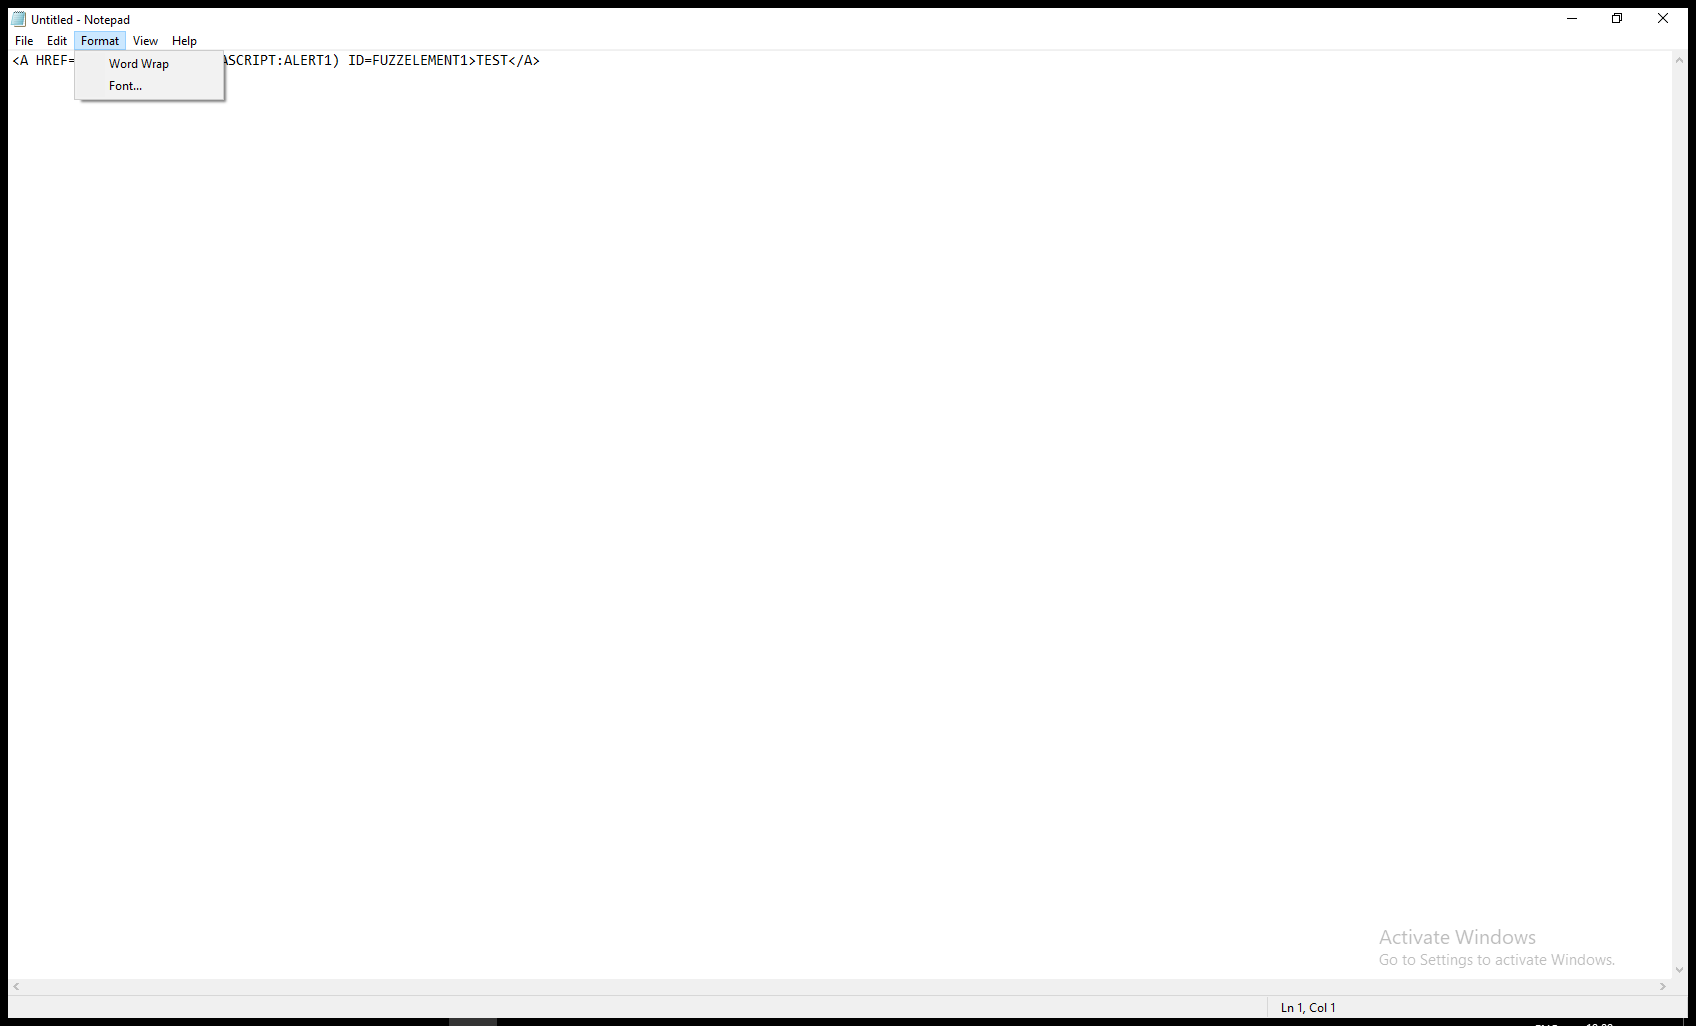 Untitled - Notepad
File Edit Format View Help
<A HREF= ASCRIPT:ALERT1) ID=FUZZELEMENT1>TEST</A>
Word Wrap
Font...
Activate Windows
Go to Settings to activate Windows.
Ln 1, Col 1